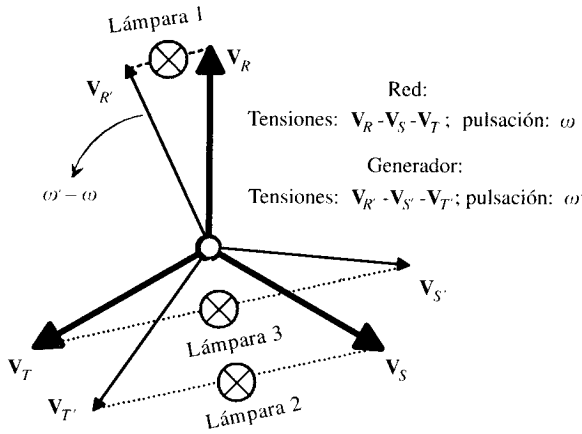 Lámpara 1
V_R
V_R'
Red:
Tensiones: V_R - V_S - V_T ; pulsación: ω
Generador:
Tensiones: V_R' - V_S' - V_T' ; pulsación: ω'
ω' – ω
V_S'
Lámpara 3
V_T
V_S
V_T'
Lámpara 2